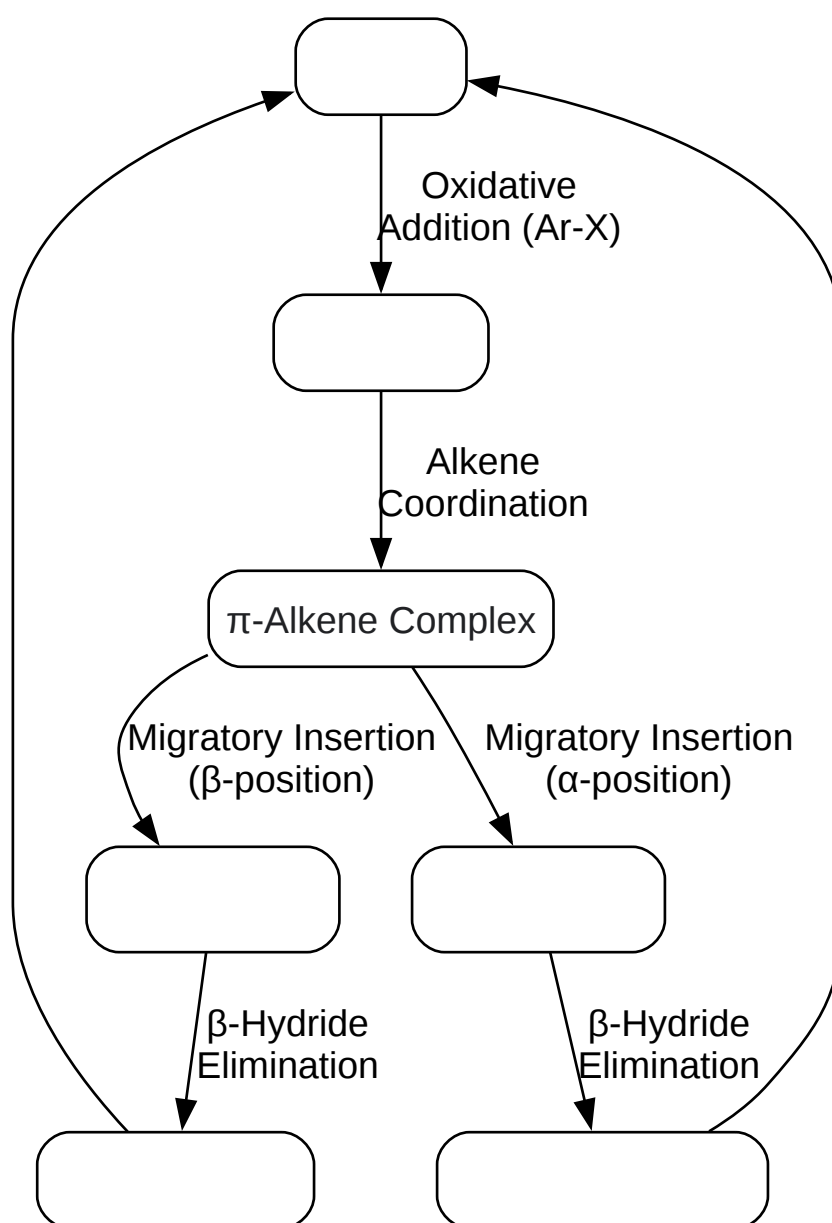 Oxidative
Addition (Ar-X)
Alkene
Coordination
π-Alkene Complex
Migratory Insertion
(β-position)
Migratory Insertion
(α-position)
β-Hydride
Elimination
β-Hydride
Elimination